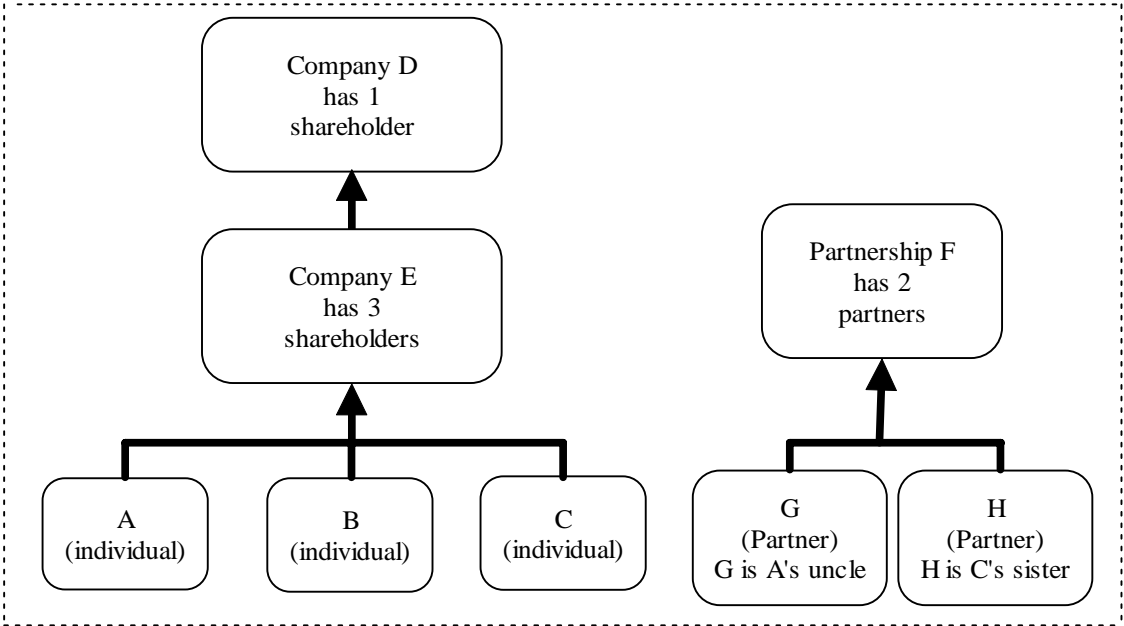 Company D
has 1
shareholder
Company E
has 3
shareholders
Partnership F
has 2
partners
A
(individual)
B
(individual)
C
(individual)
G
(Partner)
G is A's uncle
H
(Partner)
H is C's sister